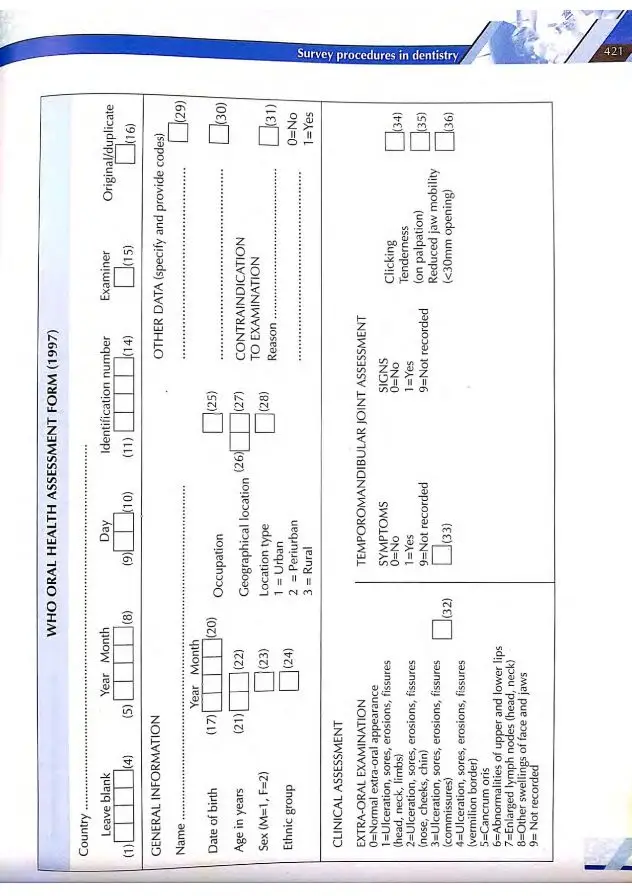 Survey procedures in dentistry
421
WHO ORAL HEALTH ASSESSMENT FORM (1997)
Country ..........................................................................
Leave blank Year Month Day Identification number Examiner Original/duplicate
(1) (4) (5) (8) (9) (10) (11) (14) (15) (16)
GENERAL INFORMATION
Name ..........................................................................
Year Month
Date of birth (17) (20)
Age in years (21) (22)
Sex (M=1, F=2) (23)
Ethnic group (24)
Occupation (25)
Geographical location (26) (27)
Location type (28)
1 = Urban
2 = Periurban
3 = Rural
OTHER DATA (specify and provide codes)
.......................................................... (29)
.......................................................... (30)
CONTRAINDICATION
TO EXAMINATION
Reason .............................. (31)
.......................................................... 0=No
1=Yes
CLINICAL ASSESSMENT
EXTRA-ORAL EXAMINATION
0=Normal extra-oral appearance
1=Ulceration, sores, erosions, fissures
(head, neck, limbs)
2=Ulceration, sores, erosions, fissures
(nose, cheeks, chin)
3=Ulceration, sores, erosions, fissures (32)
(commissures)
4=Ulceration, sores, erosions, fissures
(vermilion border)
5=Cancrum oris
6=Abnormalities of upper and lower lips
7=Enlarged lymph nodes (head, neck)
8=Other swellings of face and jaws
9= Not recorded
TEMPOROMANDIBULAR JOINT ASSESSMENT
SYMPTOMS
0=No
1=Yes
9=Not recorded
(33)
SIGNS
0=No
1=Yes
9=Not recorded
Clicking (34)
Tenderness
(on palpation) (35)
Reduced jaw mobility
(<30mm opening) (36)